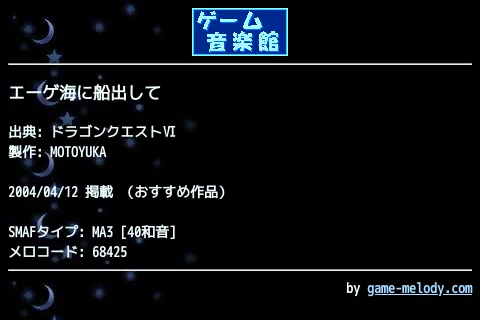 ゲーム
音楽館
エーゲ海に船出して
出典: ドラゴンクエストⅥ
製作: MOTOYUKA
2004/04/12 掲載 (おすすめ作品)
SMAFタイプ: MA3 [40和音]
メロコード: 68425
by game-melody.com